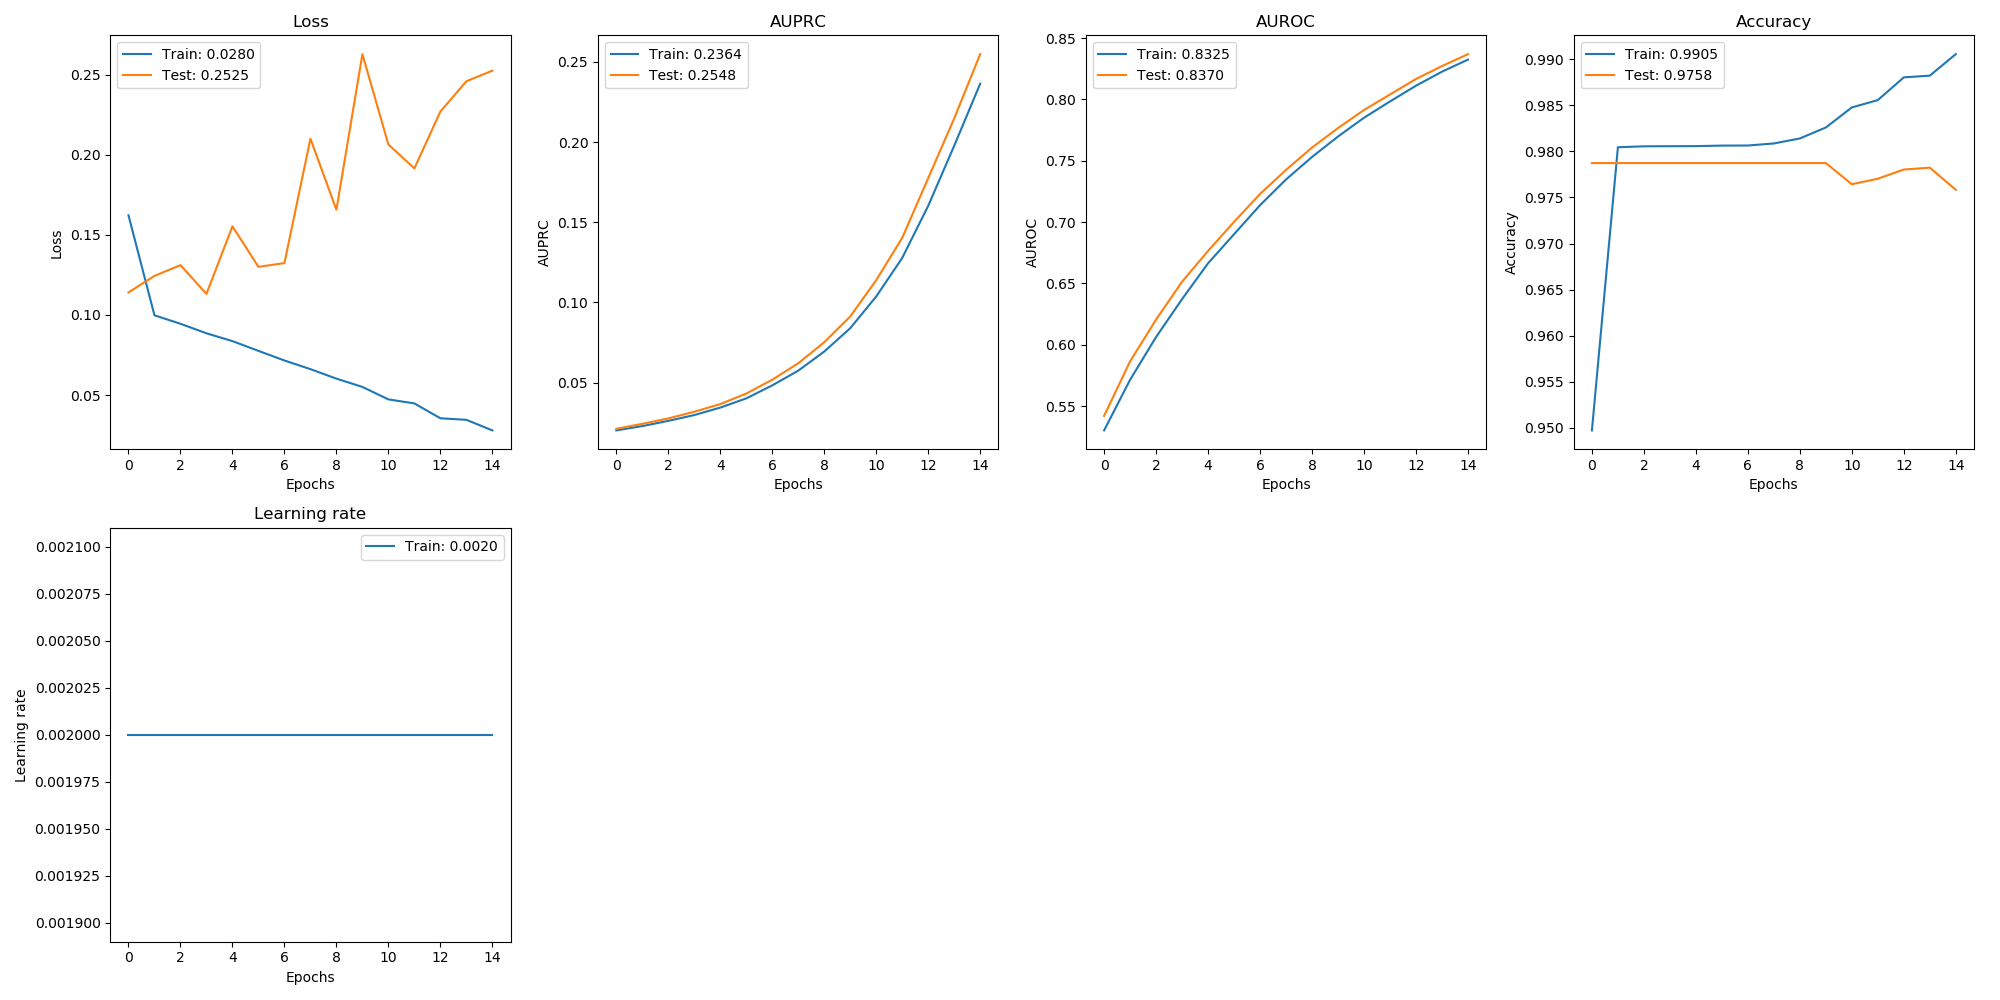 Loss
Train: 0.0280
Test: 0.2525
0.25
0.20
0.15
0.10
0.05
Loss
0 2 4 6 8 10 12 14
Epochs
AUPRC
Train: 0.2364
Test: 0.2548
0.25
0.20
0.15
0.10
0.05
AUPRC
0 2 4 6 8 10 12 14
Epochs
AUROC
Train: 0.8325
Test: 0.8370
0.85
0.80
0.75
0.70
0.65
0.60
0.55
AUROC
0 2 4 6 8 10 12 14
Epochs
Accuracy
Train: 0.9905
Test: 0.9758
0.990
0.985
0.980
0.975
0.970
0.965
0.960
0.955
0.950
Accuracy
0 2 4 6 8 10 12 14
Epochs
Learning rate
Train: 0.0020
0.002100
0.002075
0.002050
0.002025
0.002000
0.001975
0.001950
0.001925
0.001900
Learning rate
0 2 4 6 8 10 12 14
Epochs